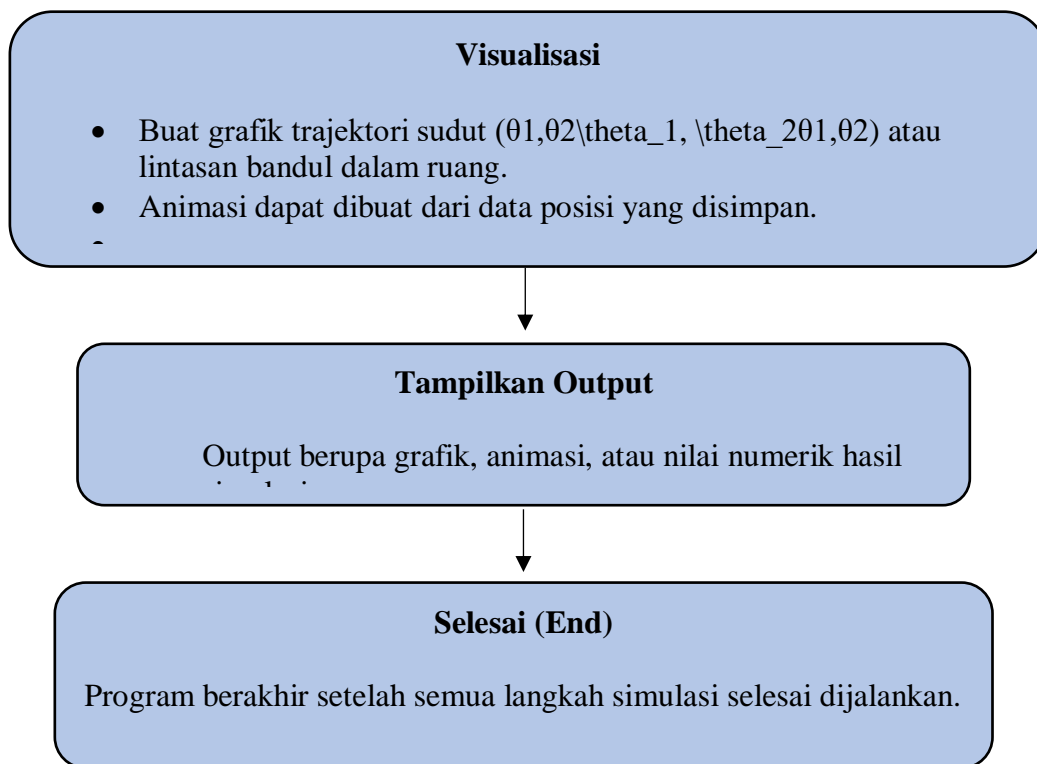 Visualisasi
• Buat grafik trajektori sudut (θ1,θ2\theta_1, \theta_2θ1,θ2) atau
lintasan bandul dalam ruang.
• Animasi dapat dibuat dari data posisi yang disimpan.
•
Tampilkan Output
Output berupa grafik, animasi, atau nilai numerik hasil
Selesai (End)
Program berakhir setelah semua langkah simulasi selesai dijalankan.